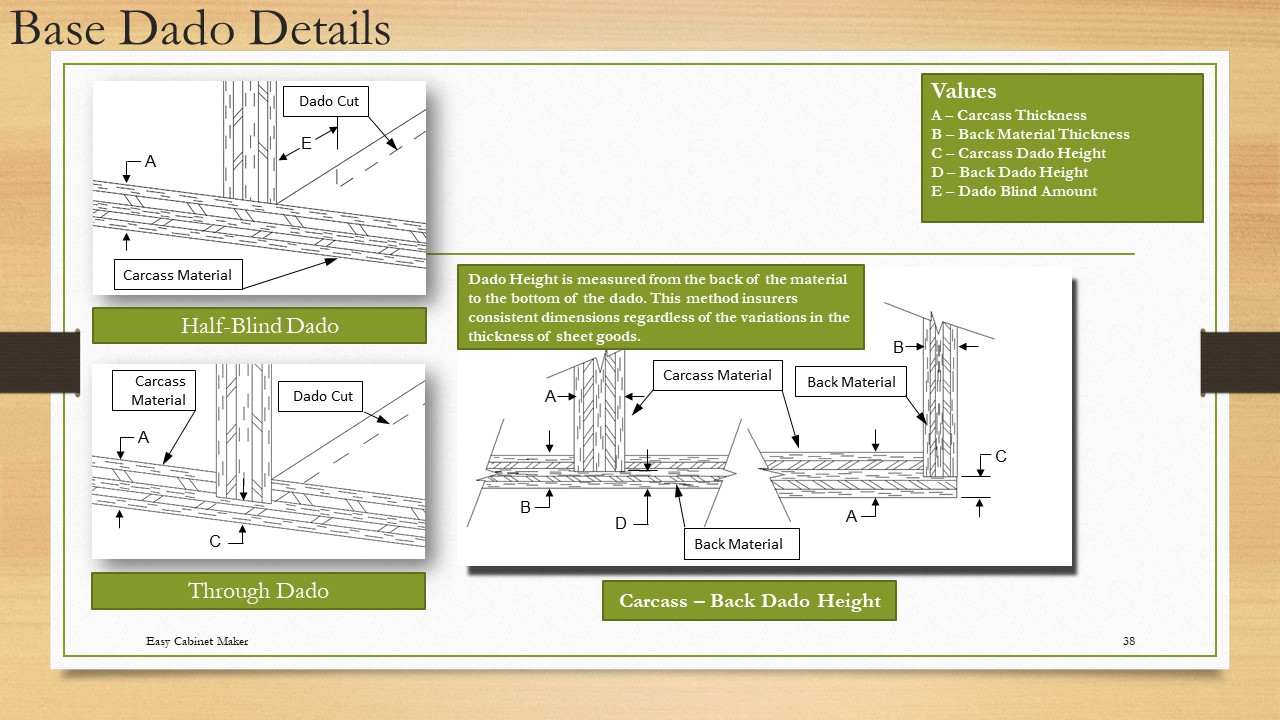 Base Dado Details
Dado Cut
E
A
Carcass Material
Half-Blind Dado
Carcass
Material
Dado Cut
A
C
Through Dado
Values
A – Carcass Thickness
B – Back Material Thickness
C – Carcass Dado Height
D – Back Dado Height
E – Dado Blind Amount
Dado Height is measured from the back of the material
to the bottom of the dado. This method insurers
consistent dimensions regardless of the variations in the
thickness of sheet goods.
B
Carcass Material
Back Material
A
C
B
D
A
Back Material
Carcass – Back Dado Height
Easy Cabinet Maker
38